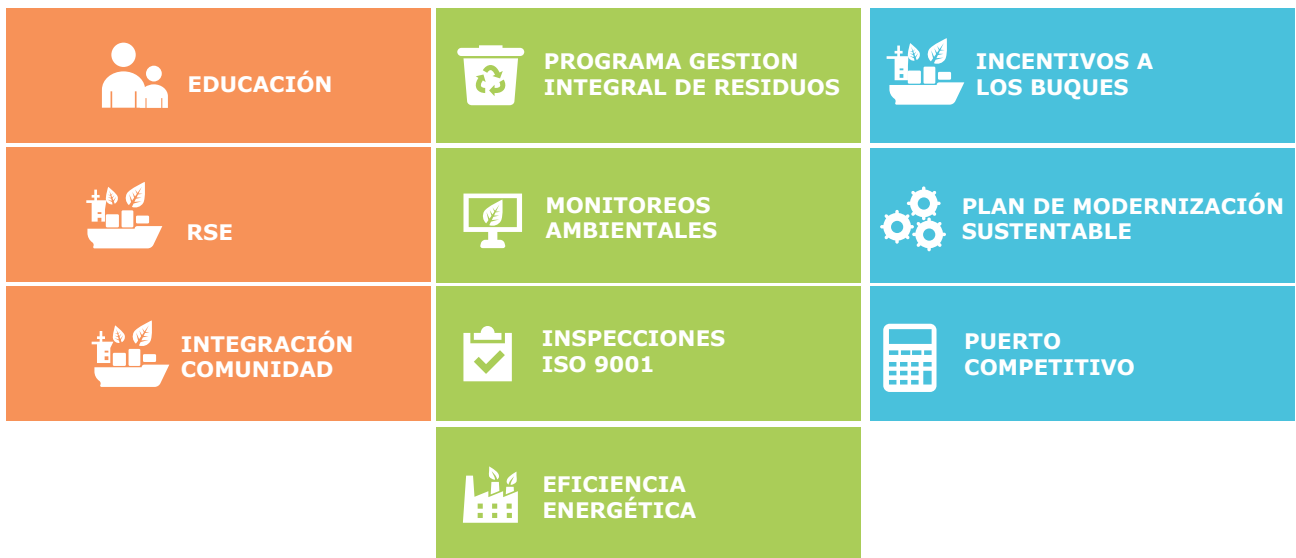 EDUCACIÓN
RSE
INTEGRACIÓN
COMUNIDAD
PROGRAMA GESTION
INTEGRAL DE RESIDUOS
MONITOREOS
AMBIENTALES
INSPECCIONES
ISO 9001
EFICIENCIA
ENERGÉTICA
INCENTIVOS A
LOS BUQUES
PLAN DE MODERNIZACIÓN
SUSTENTABLE
PUERTO
COMPETITIVO